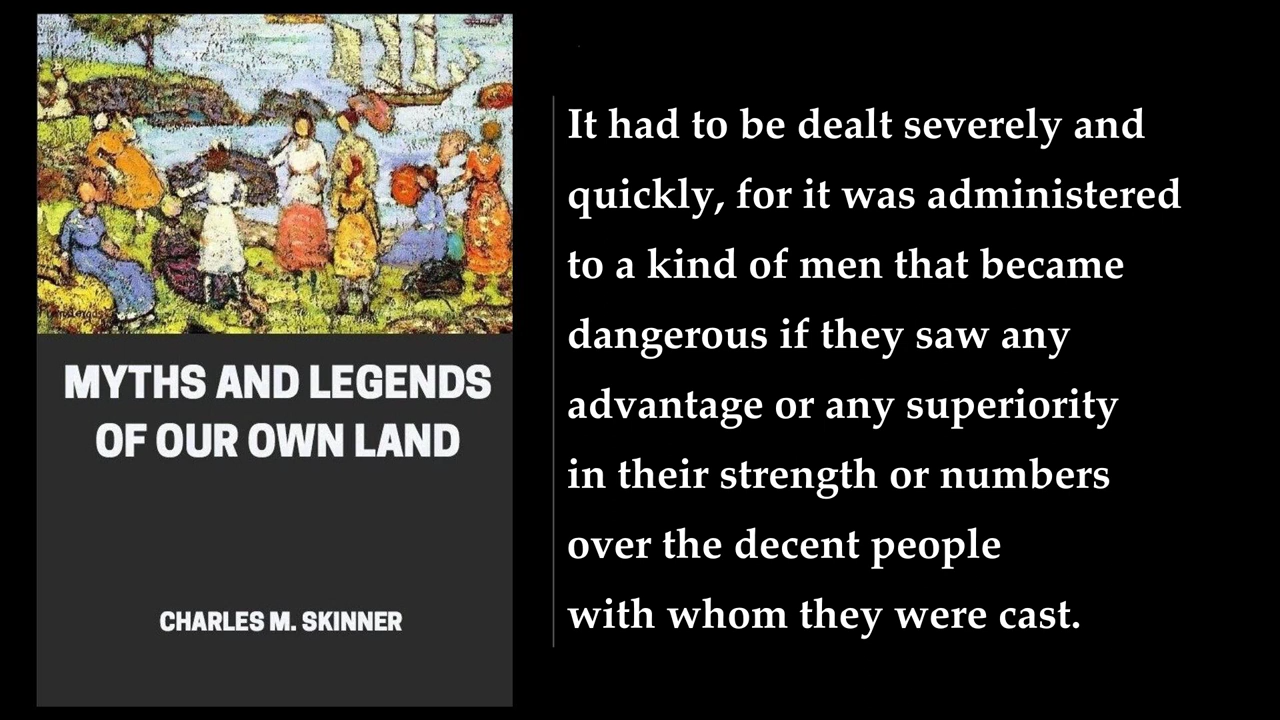 MYTHS AND LEGENDS
OF OUR OWN LAND
CHARLES M. SKINNER
It had to be dealt severely and
quickly, for it was administered
to a kind of men that became
dangerous if they saw any
advantage or any superiority
in their strength or numbers
over the decent people
with whom they were cast.